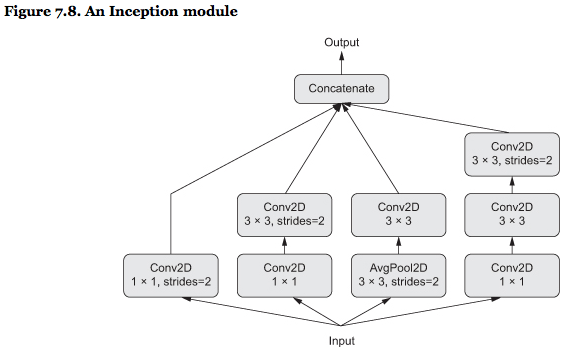 Figure 7.8. An Inception module
Output
Concatenate
Conv2D
3 × 3, strides=2
Conv2D
3 × 3, strides=2
Conv2D
3 × 3
Conv2D
3 × 3
Conv2D
1 × 1, strides=2
Conv2D
1 × 1
AvgPool2D
3 × 3, strides=2
Conv2D
1 × 1
Input